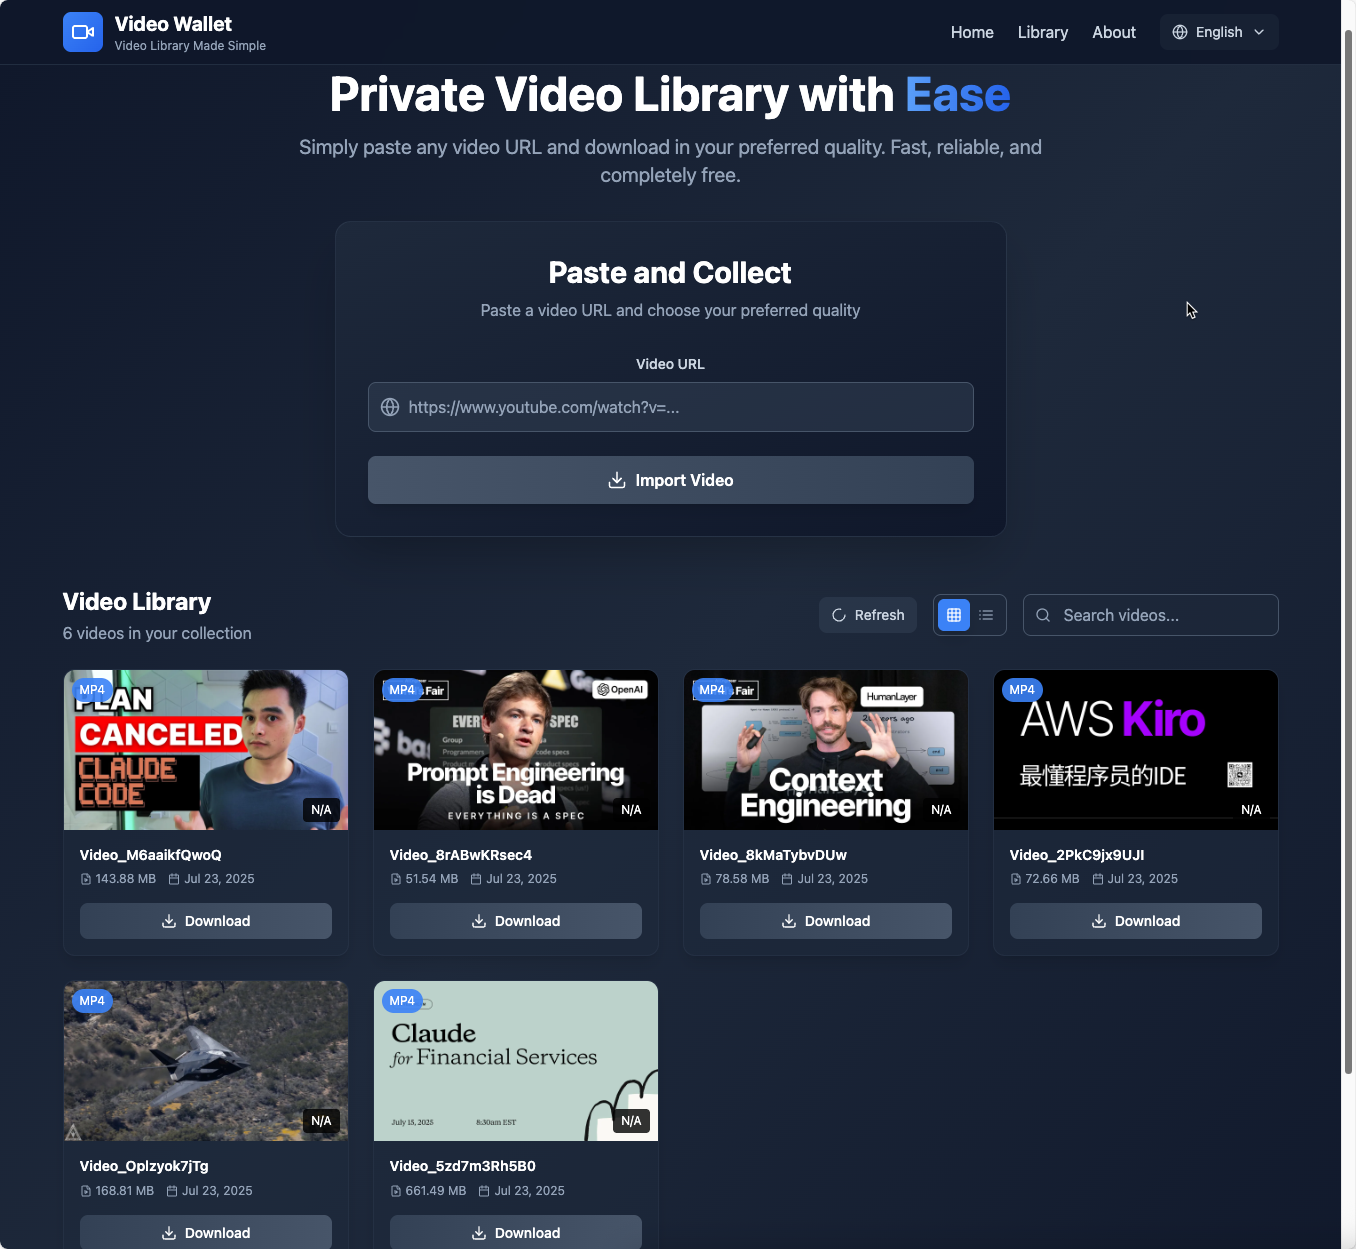 Video Wallet
Video Library Made Simple
Home
Library
About
English
Private Video Library with Ease
Simply paste any video URL and download in your preferred quality. Fast, reliable, and
completely free.
Paste and Collect
Paste a video URL and choose your preferred quality
Video URL
https://www.youtube.com/watch?v=...
Import Video
Video Library
6 videos in your collection
Refresh
Search videos...
MP4
PLAN
CANCELED
CLAUDE
CODE
N/A
Video_M6aaikfQwoQ
143.88 MB
Jul 23, 2025
Download
MP4
Fair
OpenAI
SPEC
Group
Programmers
code specs
Prompt Engineering
is Dead
EVERYTHING IS A SPEC
N/A
Video_8rABwKRsec4
51.54 MB
Jul 23, 2025
Download
MP4
Fair
HumanLayer
ago
Context
Engineering
N/A
Video_8kMaTybvDUw
78.58 MB
Jul 23, 2025
Download
MP4
AWS Kiro
最懂程序员的IDE
N/A
Video_2PkC9jx9UJI
72.66 MB
Jul 23, 2025
Download
MP4
N/A
Video_Oplzyok7jTg
168.81 MB
Jul 23, 2025
Download
MP4
Claude
for Financial Services
July 15, 2025
8:30am EST
N/A
Video_5zd7m3Rh5B0
661.49 MB
Jul 23, 2025
Download